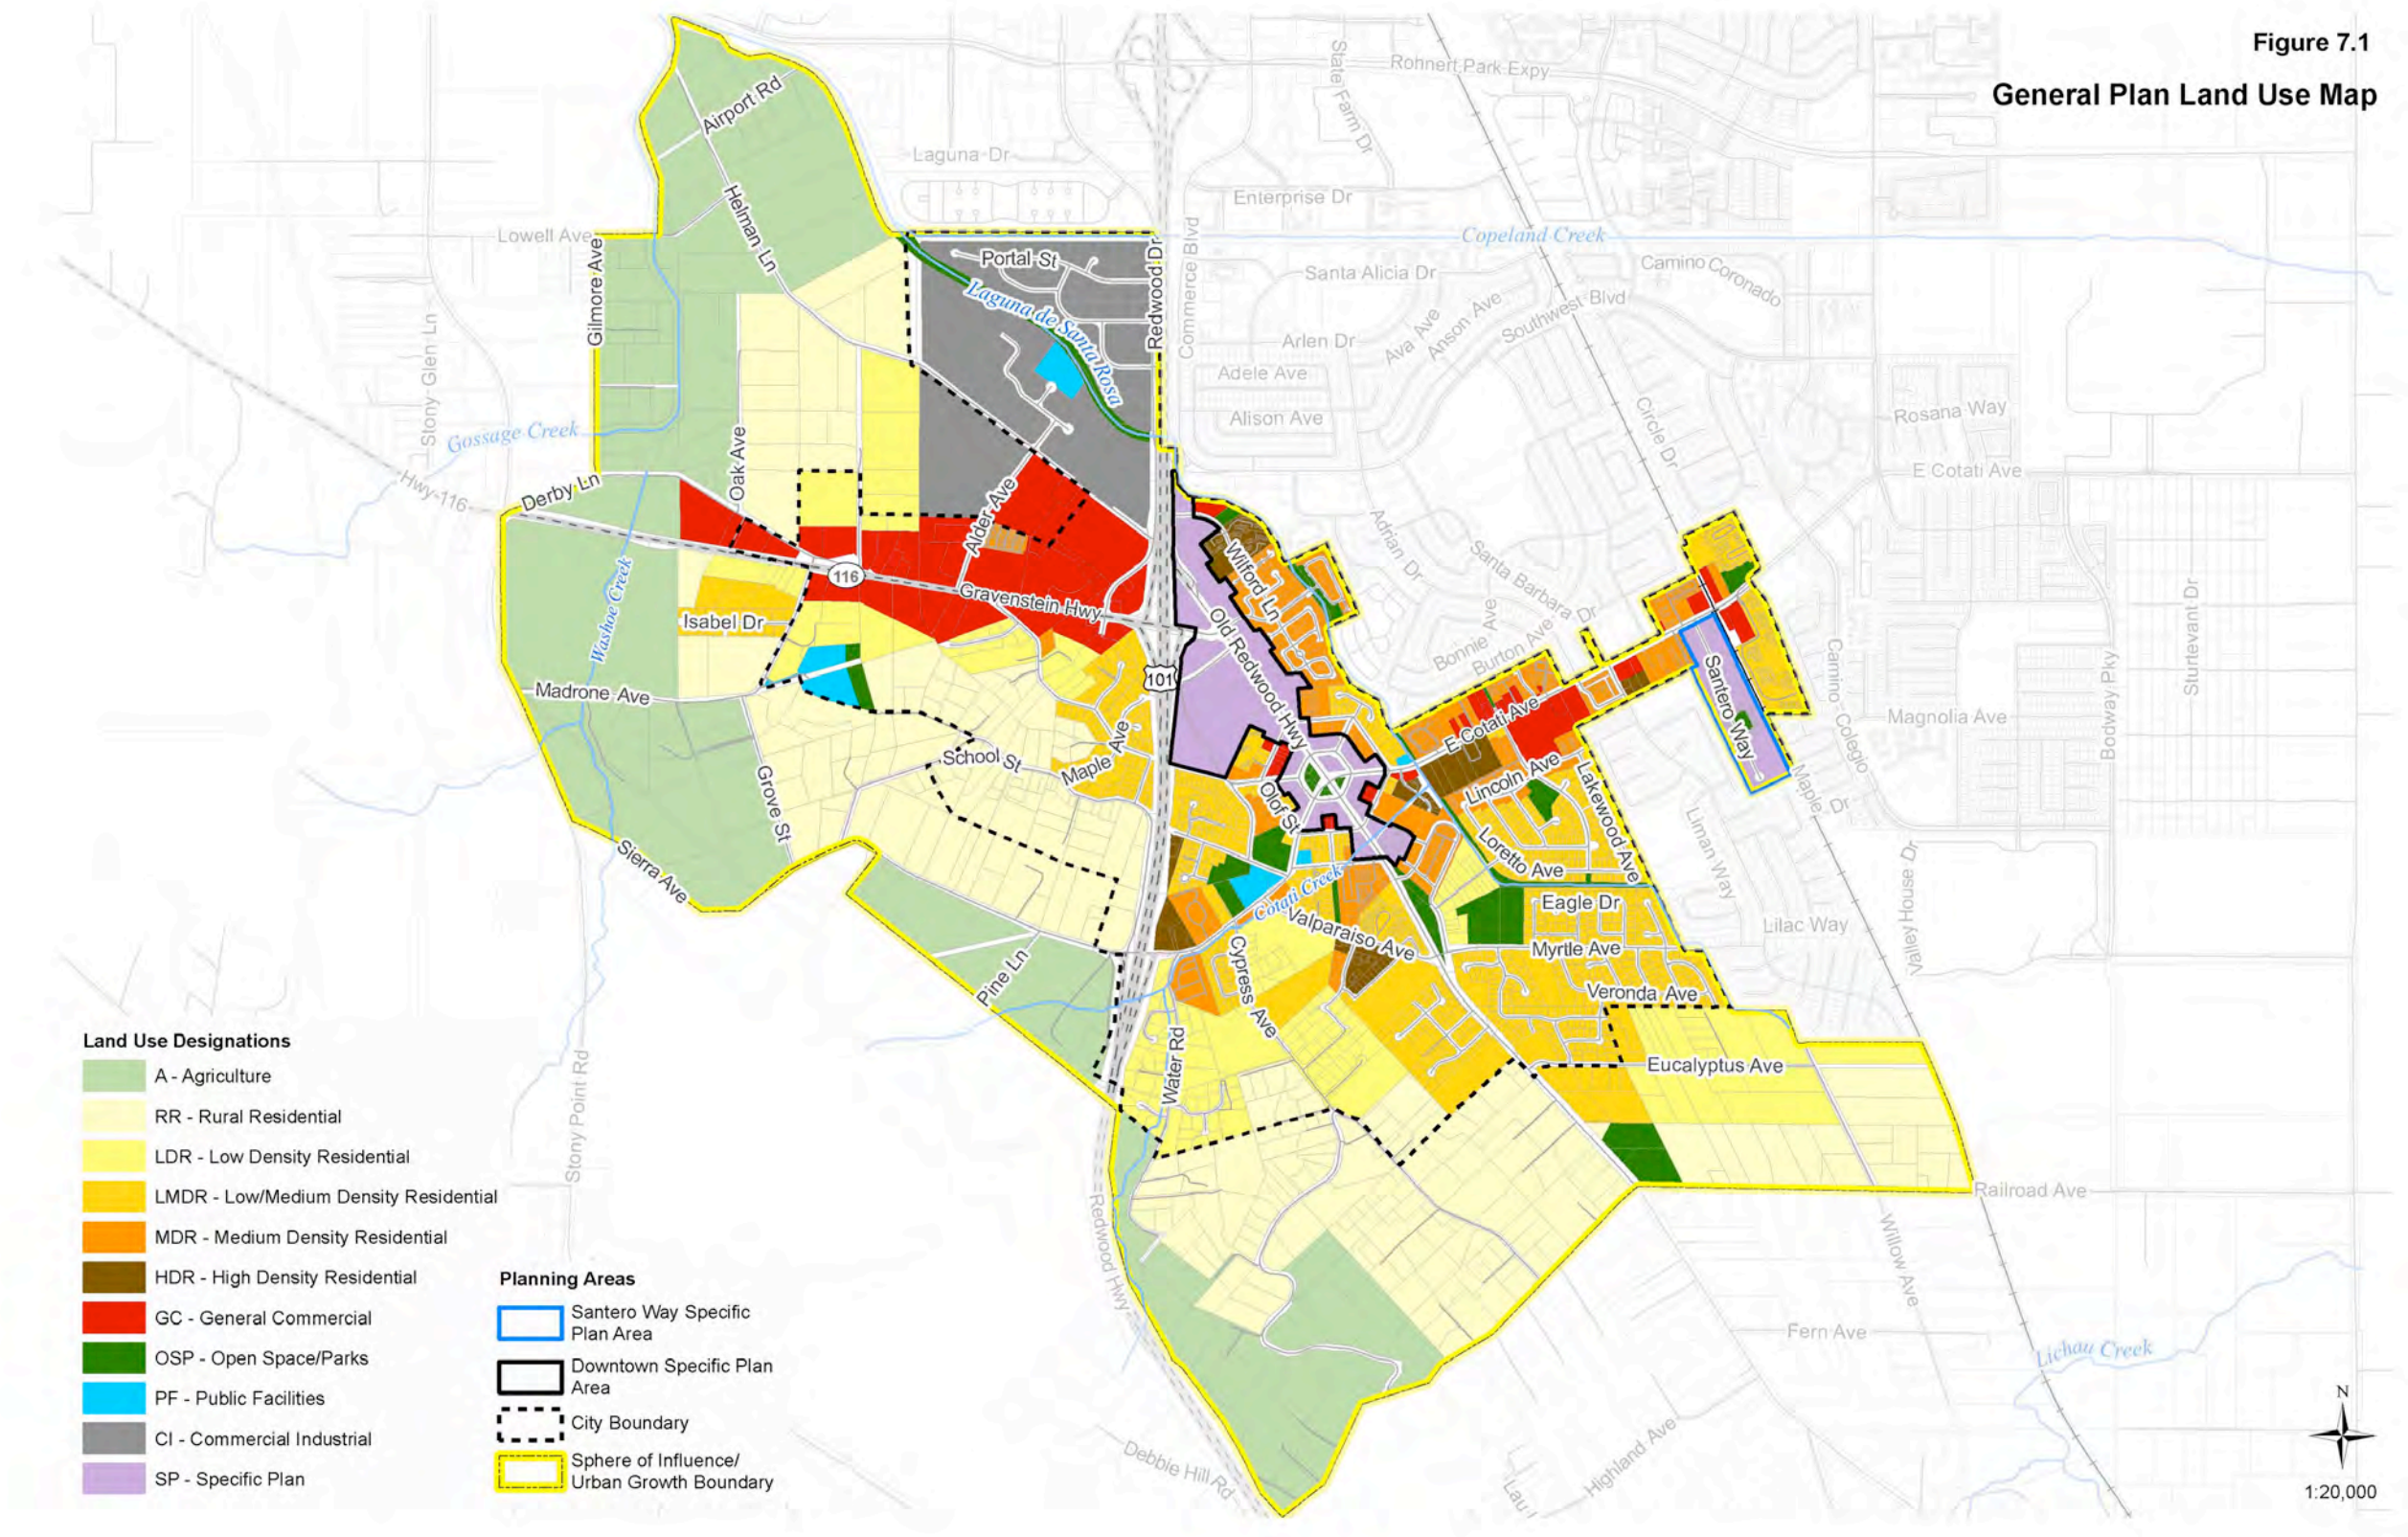 Figure 7.1
General Plan Land Use Map
Rohnert Park Expy
State Farm Dr
Airport Rd
Laguna Dr
Enterprise Dr
Helman Ln
Lowell Ave
Gilmore Ave
Copeland Creek
Portal St
Redwood Dr
Commerce Blvd
Santa Alicia Dr
Camino Coronado
Laguna de Santa Rosa
Southwest Blvd
Anson Ave
Ava Ave
Arlen Dr
Adele Ave
Alison Ave
Stony Glen Ln
Gossage Creek
Circle Dr
Rosana Way
E Cotati Ave
Oak Ave
Hwy 116
Derby Ln
Alder Ave
Adrian Dr
Wilford Ln
Santa Barbara Dr
116
Gravenstein Hwy
Washoe Creek
Isabel Dr
Old Redwood Hwy
Bonnie Ave
Burton Ave
Camino Colegio
Sturtevant Dr
Bodway Pky
Madrone Ave
101
Santero Way
Magnolia Ave
E Cotati Ave
School St
Maple Ave
Grove St
Olof St
Lincoln Ave
Lakewood Ave
Maple Dr
Liman Way
Loretto Ave
Sierra Ave
Cotati Creek
Valparaiso Ave
Eagle Dr
Lilac Way
Valley House Dr
Myrtle Ave
Cypress Ave
Pine Ln
Veronda Ave
Water Rd
Eucalyptus Ave
Stony Point Rd
Railroad Ave
Redwood Hwy
Willow Ave
Fern Ave
Lichau Creek
Highland Ave
Debbie Hill Rd
Land Use Designations
A - Agriculture
RR - Rural Residential
LDR - Low Density Residential
LMDR - Low/Medium Density Residential
MDR - Medium Density Residential
HDR - High Density Residential
GC - General Commercial
OSP - Open Space/Parks
PF - Public Facilities
CI - Commercial Industrial
SP - Specific Plan
Planning Areas
Santero Way Specific
Plan Area
Downtown Specific Plan
Area
City Boundary
Sphere of Influence/
Urban Growth Boundary
N
1:20,000